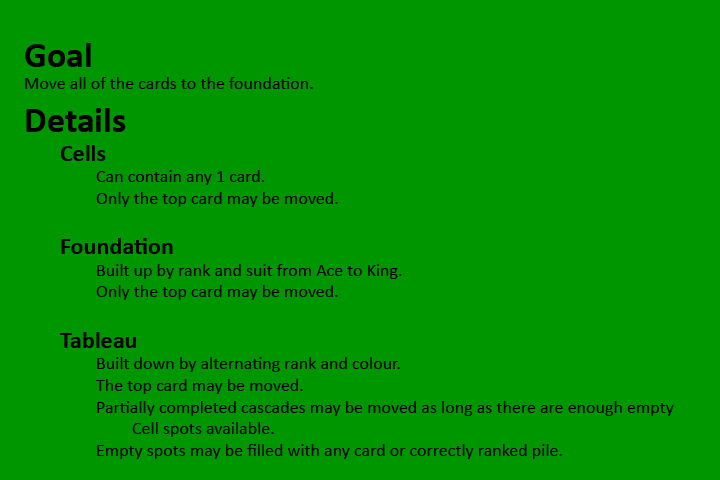 Goal
Move all of the cards to the foundation.
Details
Cells
Can contain any 1 card.
Only the top card may be moved.
Foundation
Built up by rank and suit from Ace to King.
Only the top card may be moved.
Tableau
Built down by alternating rank and colour.
The top card may be moved.
Partially completed cascades may be moved as long as there are enough empty
Cell spots available.
Empty spots may be filled with any card or correctly ranked pile.